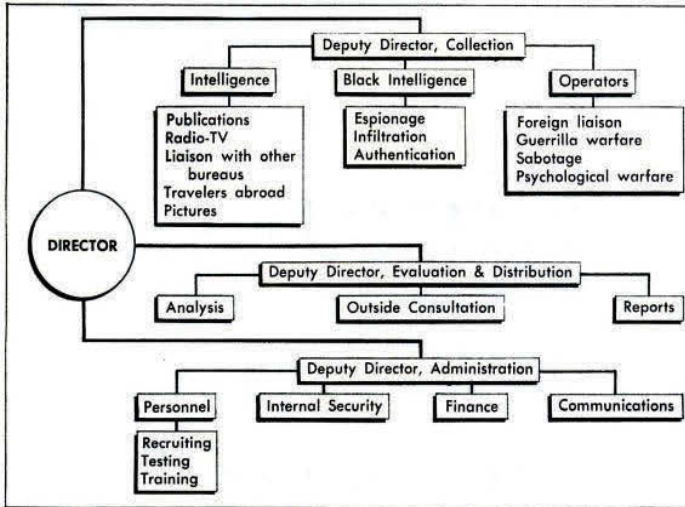 Deputy Director, Collection
Intelligence
Black Intelligence
Operators
Publications
Radio-TV
Liaison with other
bureaus
Travelers abroad
Pictures
Espionage
Infiltration
Authentication
Foreign liaison
Guerrilla warfare
Sabotage
Psychological warfare
DIRECTOR
Deputy Director, Evaluation & Distribution
Analysis
Outside Consultation
Reports
Deputy Director, Administration
Personnel
Internal Security
Finance
Communications
Recruiting
Testing
Training